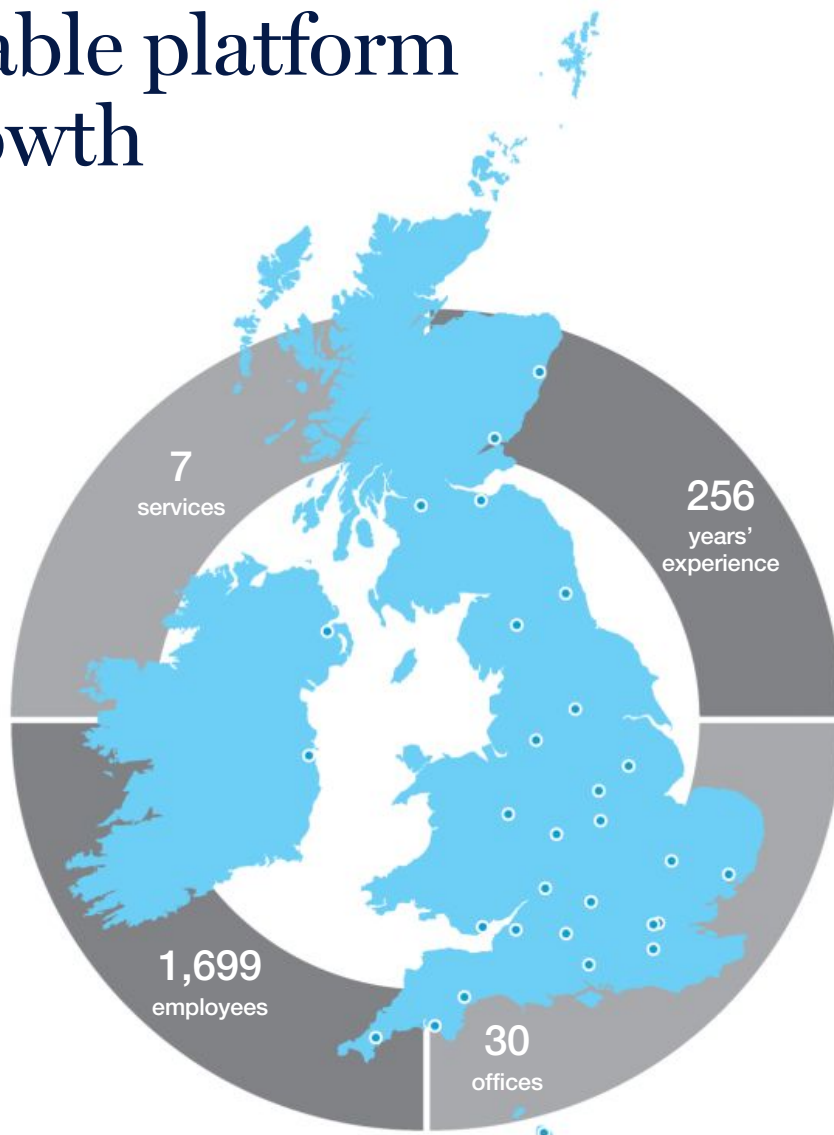 able platform
owth
7
services
256
years’
experience
1,699
employees
30
offices